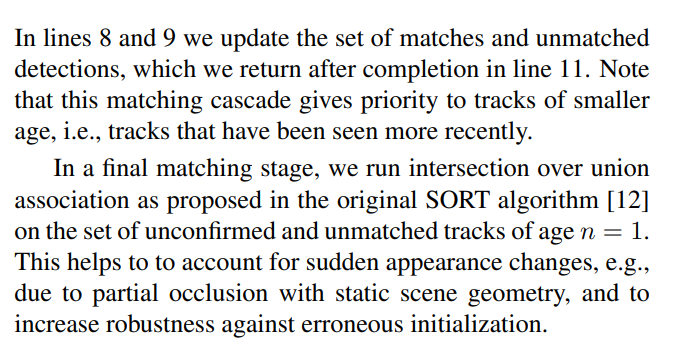 In lines 8 and 9 we update the set of matches and unmatched
detections, which we return after completion in line 11. Note
that this matching cascade gives priority to tracks of smaller
age, i.e., tracks that have been seen more recently.
In a final matching stage, we run intersection over union
association as proposed in the original SORT algorithm [12]
on the set of unconfirmed and unmatched tracks of age n = 1.
This helps to to account for sudden appearance changes, e.g.,
due to partial occlusion with static scene geometry, and to
increase robustness against erroneous initialization.